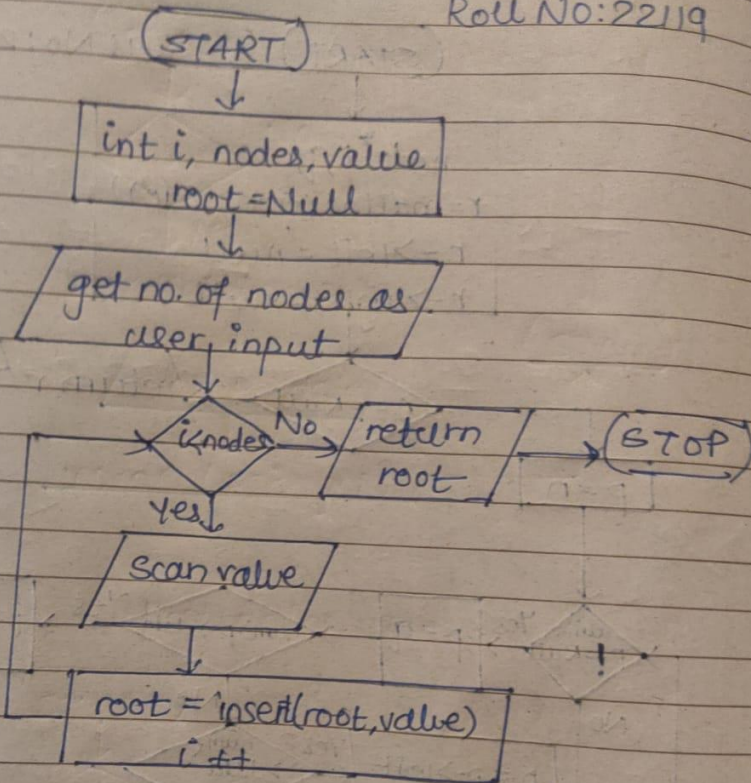 Roll NO:22119
START
int i, nodes, value
root = Null
get no. of nodes as
user input
i<nodes
No
return
root
STOP
yes
scan value
root = insert(root, value)
i ++